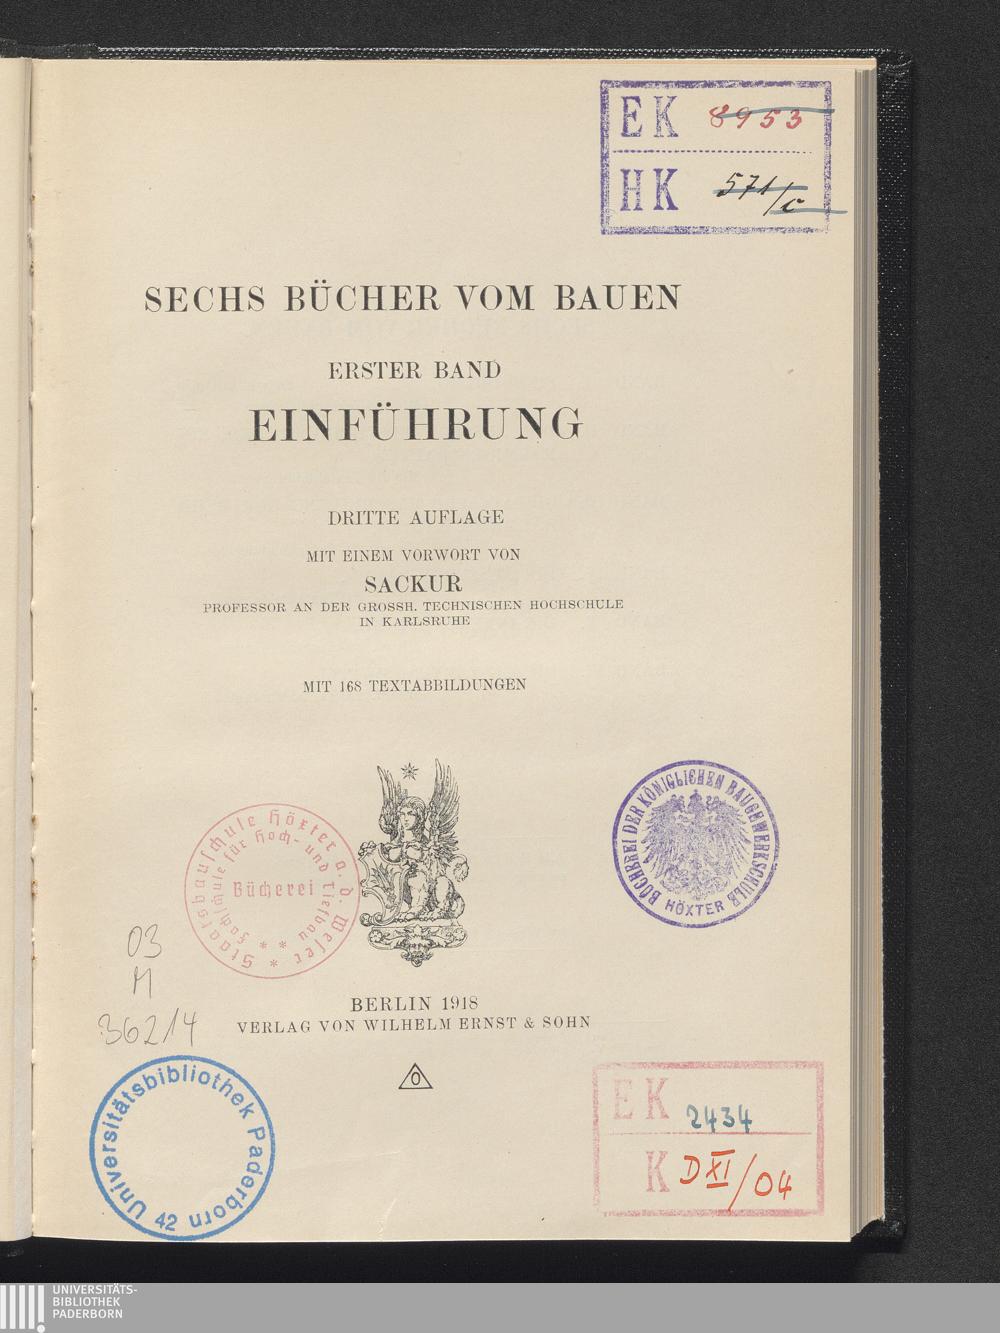 EK 8953
HK 571/c
SECHS BÜCHER VOM BAUEN
ERSTER BAND
EINFÜHRUNG
DRITTE AUFLAGE
MIT EINEM VORWORT VON
SACKUR
PROFESSOR AN DER GROSSH. TECHNISCHEN HOCHSCHULE
IN KARLSRUHE
MIT 168 TEXTABBILDUNGEN
Staatsbauschule Höxter a. d. Weser *
Fachschule für Hoch- und Tiefbau * *
Bücherei
BÜCHEREI DER KÖNIGLICHEN BAUGEWERKSCHULE
HÖXTER
03
M
36214
BERLIN 1918
VERLAG VON WILHELM ERNST & SOHN
0
Universitätsbibliothek Paderborn
42
EK 2434
K D XI/04
UNIVERSITÄTS-
BIBLIOTHEK
PADERBORN